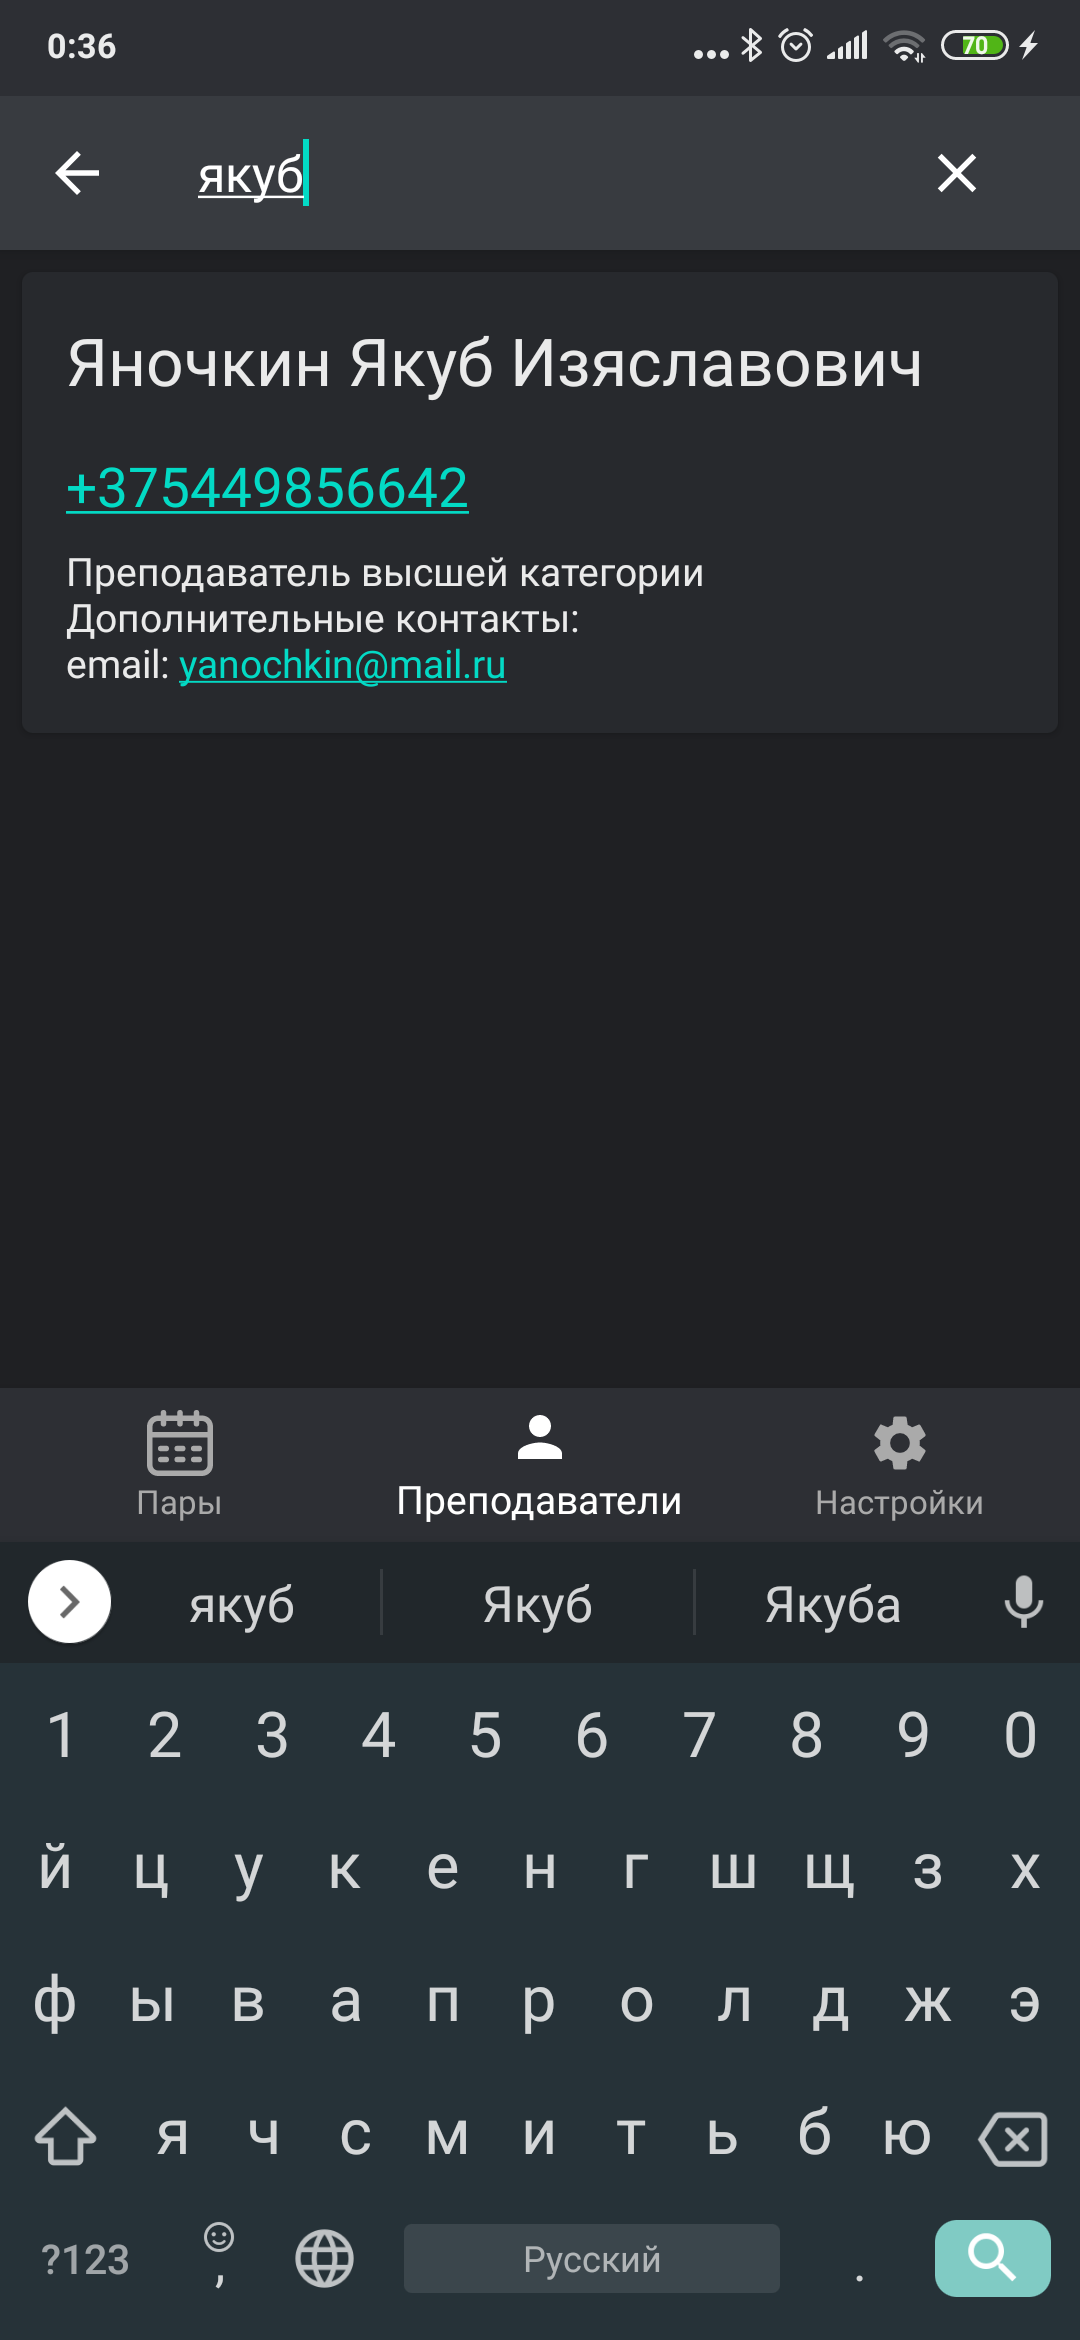 0:36
70
якуб
Яночкин Якуб Изяславович
+375449856642
Преподаватель высшей категории
Дополнительные контакты:
email: yanochkin@mail.ru
Пары Преподаватели Настройки
якуб Якуб Якуба
1 2 3 4 5 6 7 8 9 0
й ц у к е н г ш щ з х
ф ы в а п р о л д ж э
я ч с м и т ь б ю
?123 , Русский .